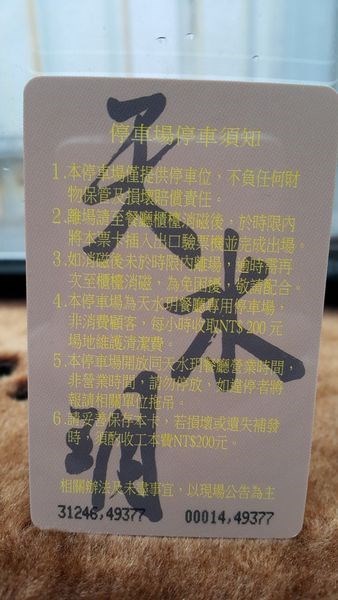 天水玥
停車場停車須知
1.本停車場僅提供停車位，不負任何財
物保管及損壞賠償責任。
2.離場請至餐廳櫃檯消磁後，於時限內
將本票卡插入出口驗票機並完成出場。
3.如消磁後未於時限內離場，逾時需再
次至櫃檯消磁，為免困擾，敬請配合。
4.本停車場為天水玥餐廳專用停車場，
非消費顧客，每小時收取NT$ 200 元
場地維護清潔費。
5.本停車場開放同天水玥餐廳營業時間，
非營業時間，請勿停放，如違停者將
報請相關單位拖吊。
6.請妥善保存本卡，若損壞或遺失補發
時，須酌收工本費NT$200元。
相關辦法及未盡事宜，以現場公告為主
31246,49377 00014,49377